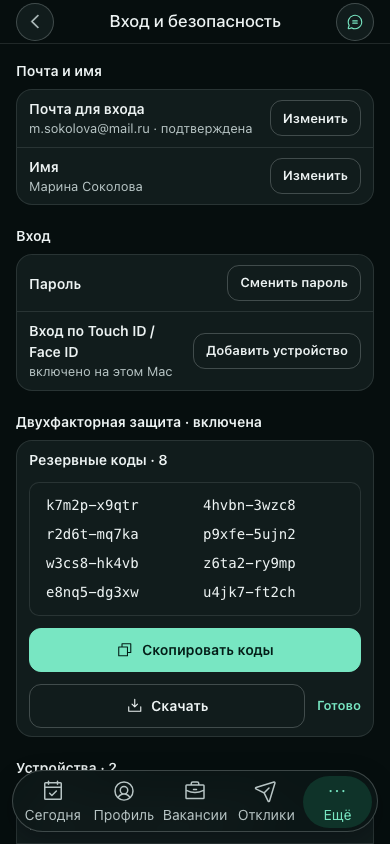 Вход и безопасность
Почта и имя
Почта для входа
m.sokolova@mail.ru · подтверждена
Изменить
Имя
Марина Соколова
Изменить
Вход
Пароль
Сменить пароль
Вход по Touch ID /
Face ID
включено на этом Mac
Добавить устройство
Двухфакторная защита · включена
Резервные коды · 8
k7m2p-x9qtr 4hvbn-3wzc8
r2d6t-mq7ka p9xfe-5ujn2
w3cs8-hk4vb z6ta2-ry9mp
e8nq5-dg3xw u4jk7-ft2ch
Скопировать коды
Скачать
Готово
Устройства · 2
Сегодня Профиль Вакансии Отклики Ещё